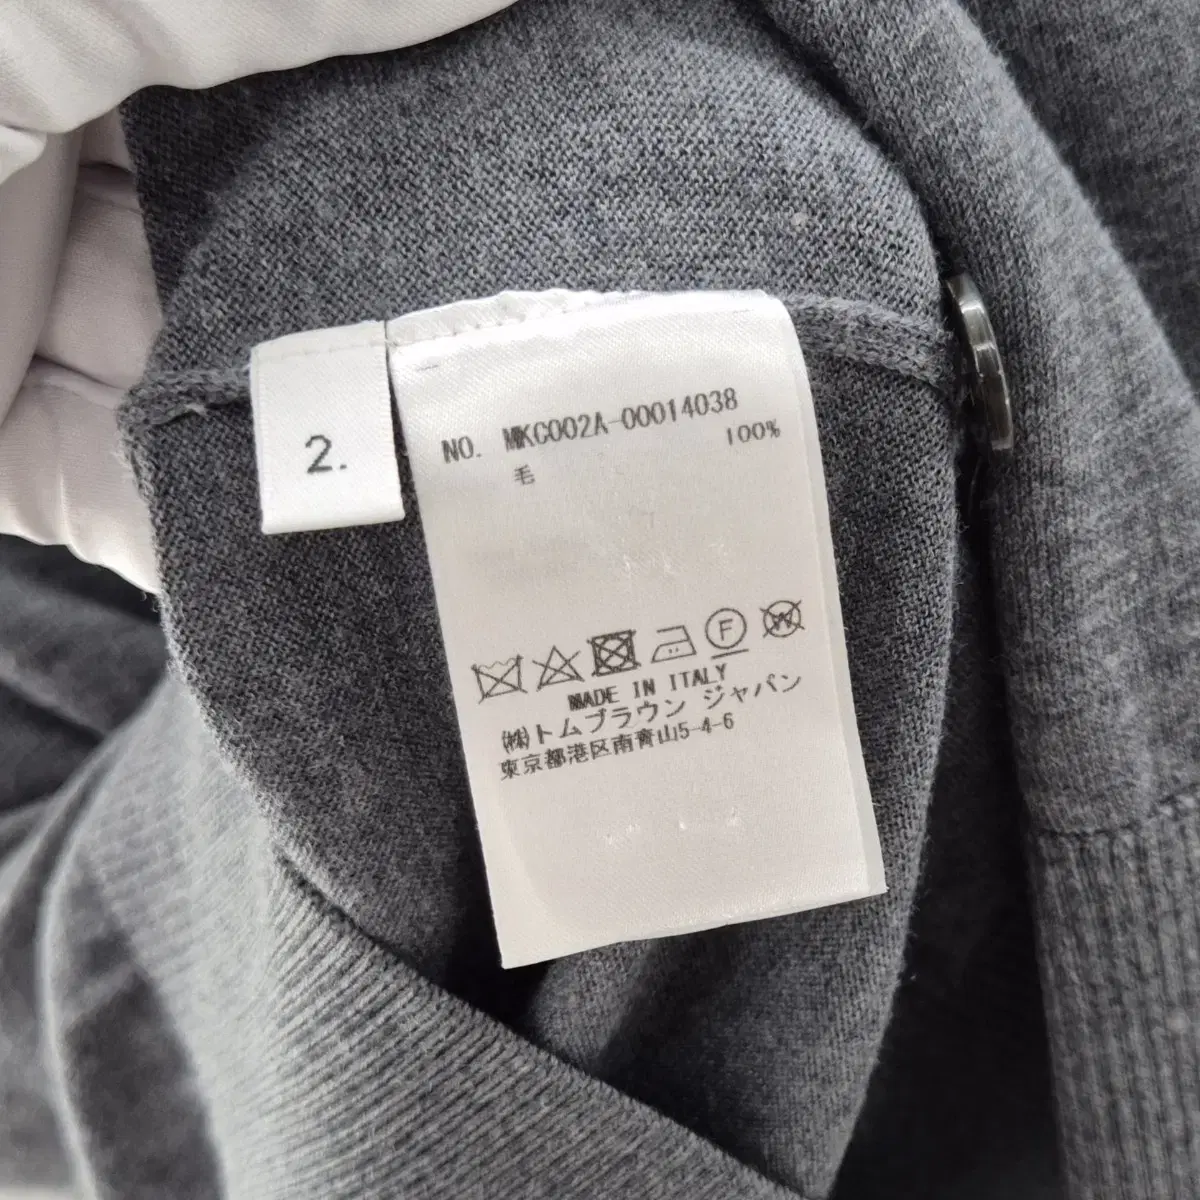 2.
NO. MKC002A-00014038
100%
毛
F W
MADE IN ITALY
㈱トムブラウン ジャパン
東京都港区南青山5-4-6